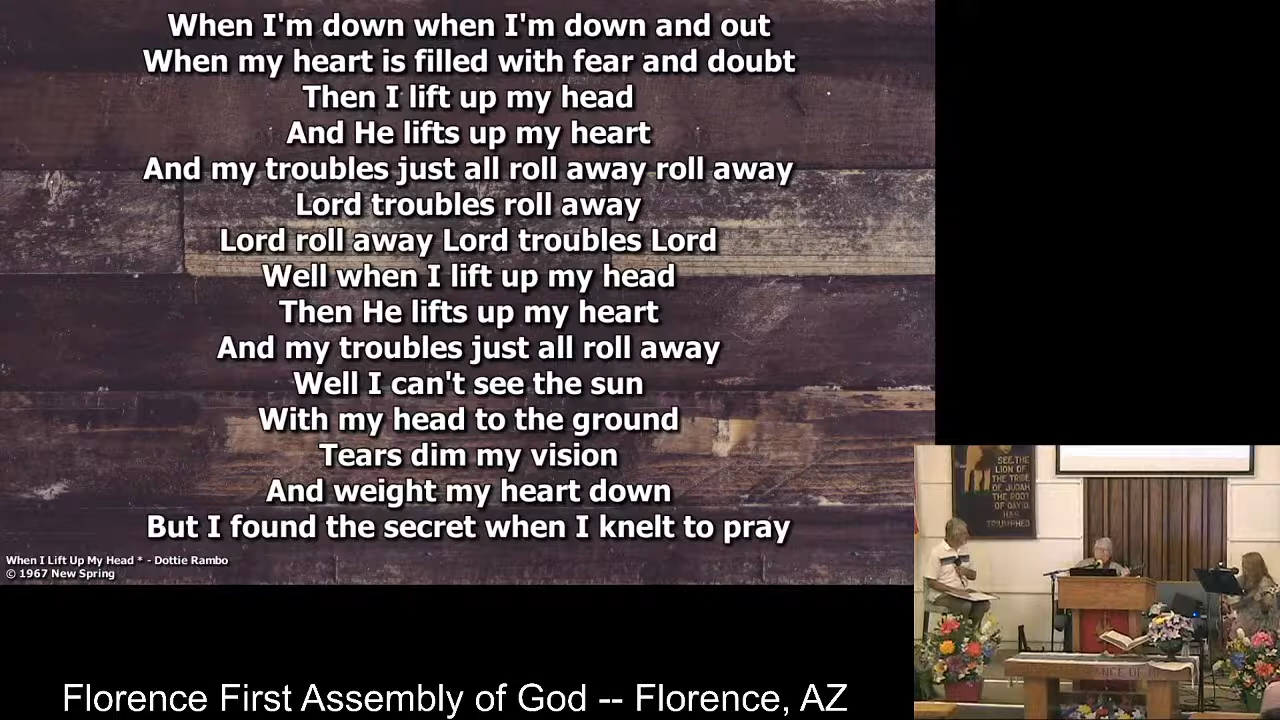 When I'm down when I'm down and out
When my heart is filled with fear and doubt
Then I lift up my head
And He lifts up my heart
And my troubles just all roll away roll away
Lord troubles roll away
Lord roll away Lord troubles Lord
Well when I lift up my head
Then He lifts up my heart
And my troubles just all roll away
Well I can't see the sun
With my head to the ground
Tears dim my vision
And weight my heart down
But I found the secret when I knelt to pray
When I Lift Up My Head * - Dottie Rambo
© 1967 New Spring
SEE, THE
LION OF
THE TRIBE
OF JUDAH
THE ROOT
OF DAVID
HAS
TRIUMPHED
Florence First Assembly of God -- Florence, AZ